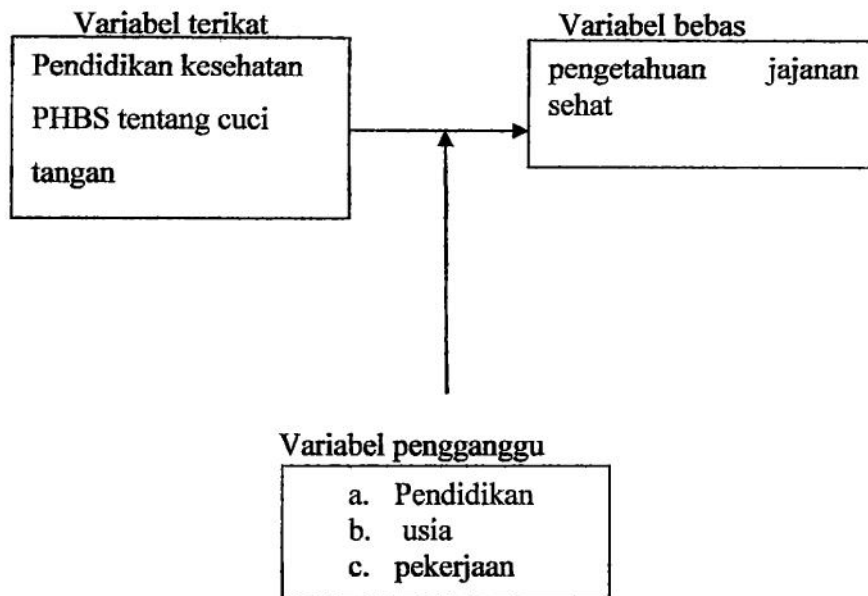 Variabel terikat
Pendidikan kesehatan
PHBS tentang cuci
tangan
Variabel bebas
pengetahuan jajanan
sehat
Variabel pengganggu
a. Pendidikan
b. usia
c. pekerjaan